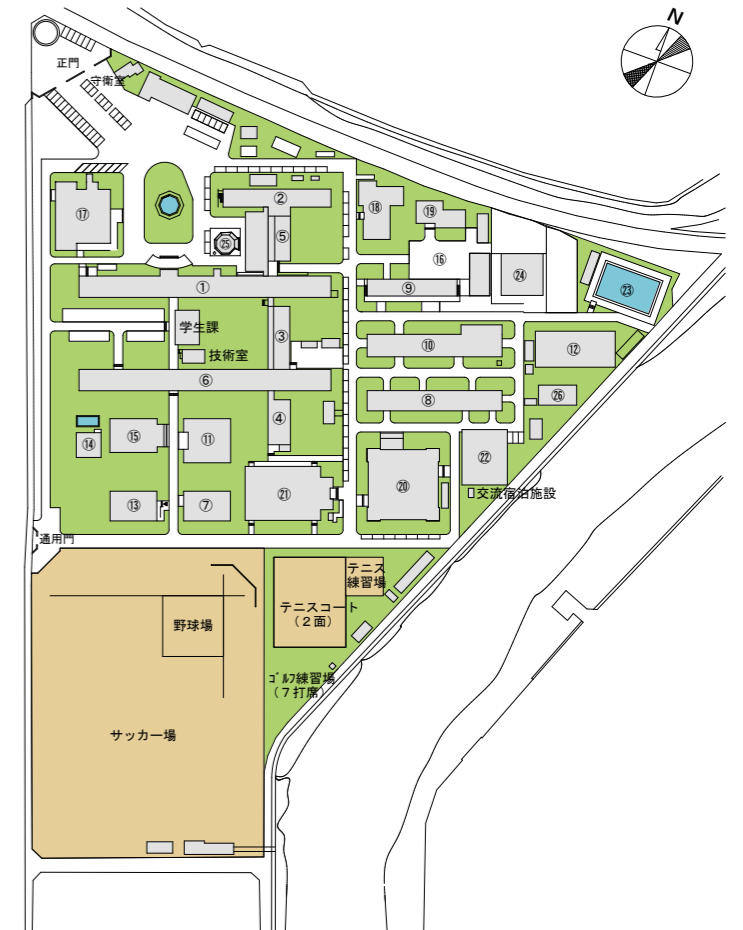 N
正門
守衛室
②
⑰
⑱
⑲
⑤
㉕
⑯
㉔
①
⑨
㉓
学生課
③
⑩
⑫
技術室
⑥
⑧
㉖
④
⑭
⑮
⑪
㉒
⑳
㉑
交流宿泊施設
⑬
⑦
通用門
テニス
練習場
テニスコート
(２面)
野球場
ゴルフ練習場
(７打席)
サッカー場